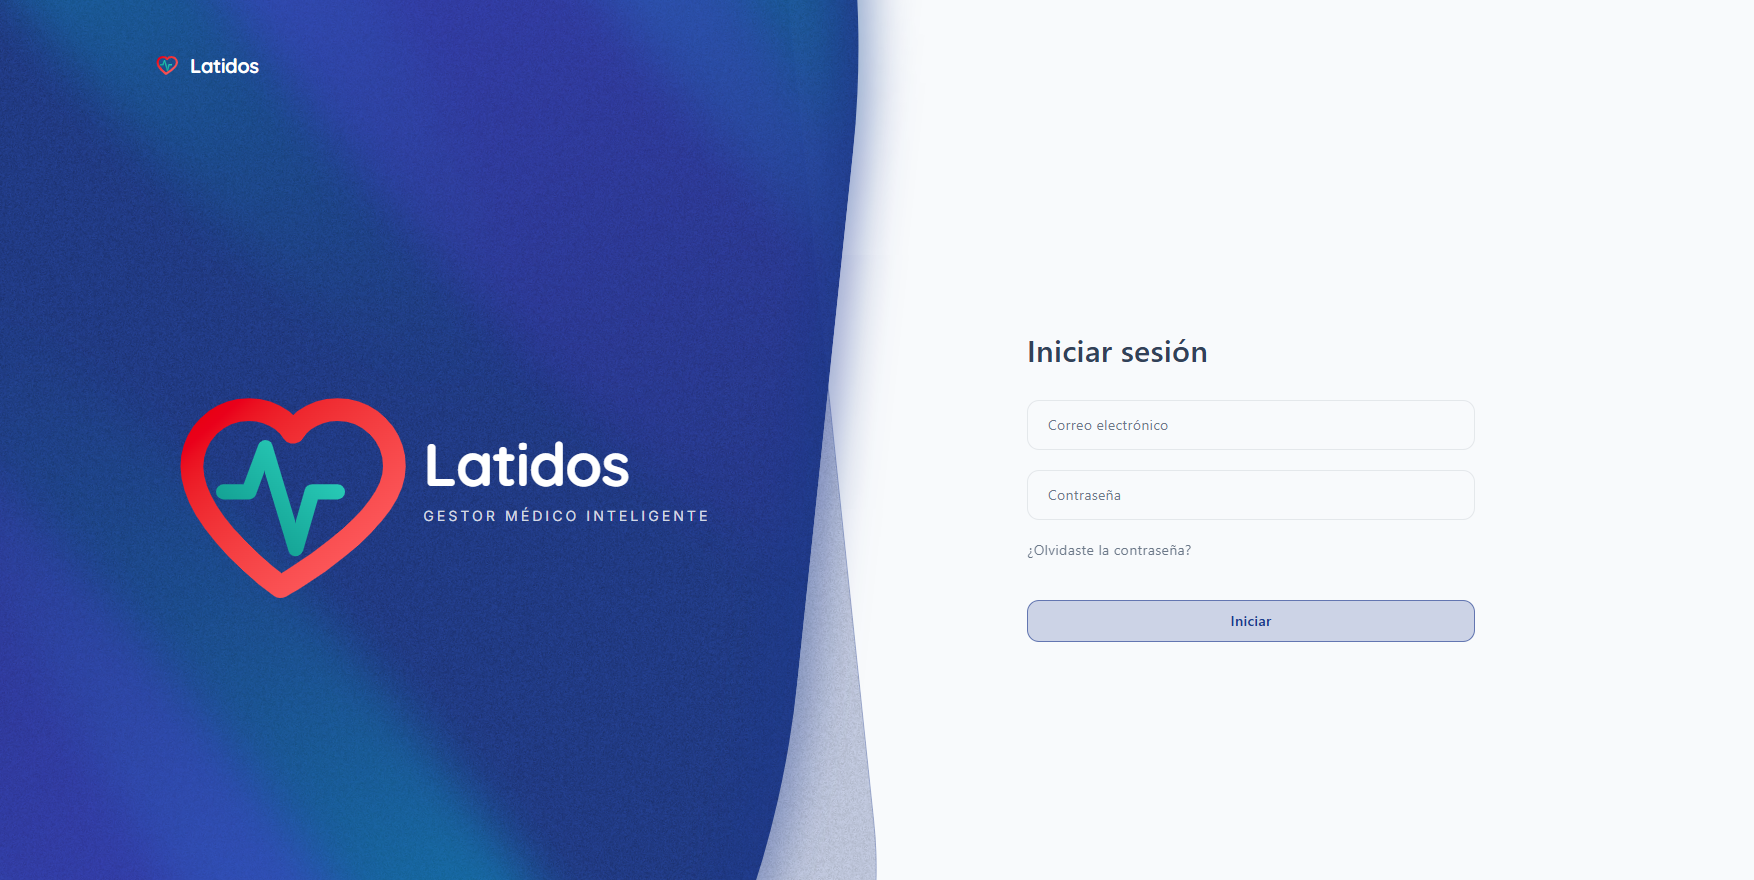 Latidos
Latidos
GESTOR MÉDICO INTELIGENTE
Iniciar sesión
Correo electrónico
Contraseña
¿Olvidaste la contraseña?
Iniciar